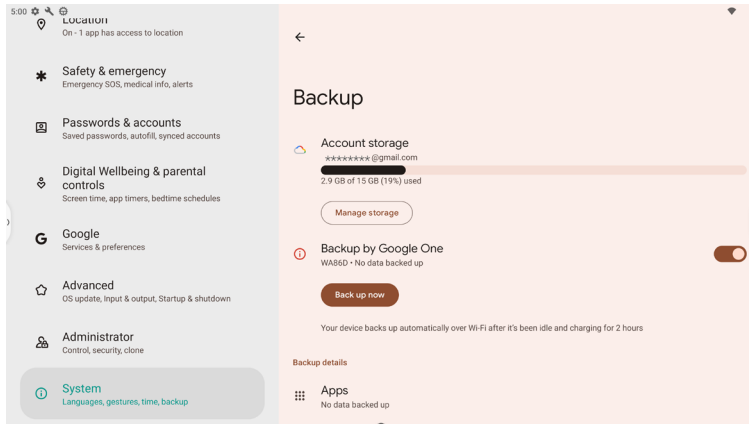 5:00
Location
On - 1 app has access to location
Safety & emergency
Emergency SOS, medical info, alerts
Passwords & accounts
Saved passwords, autofill, synced accounts
Digital Wellbeing & parental
controls
Screen time, app timers, bedtime schedules
Google
Services & preferences
Advanced
OS update, Input & output, Startup & shutdown
Administrator
Control, security, clone
System
Languages, gestures, time, backup
Backup
Account storage
********@gmail.com
2.9 GB of 15 GB (19%) used
Manage storage
Backup by Google One
WA86D • No data backed up
Back up now
Your device backs up automatically over Wi-Fi after it's been idle and charging for 2 hours
Backup details
Apps
No data backed up